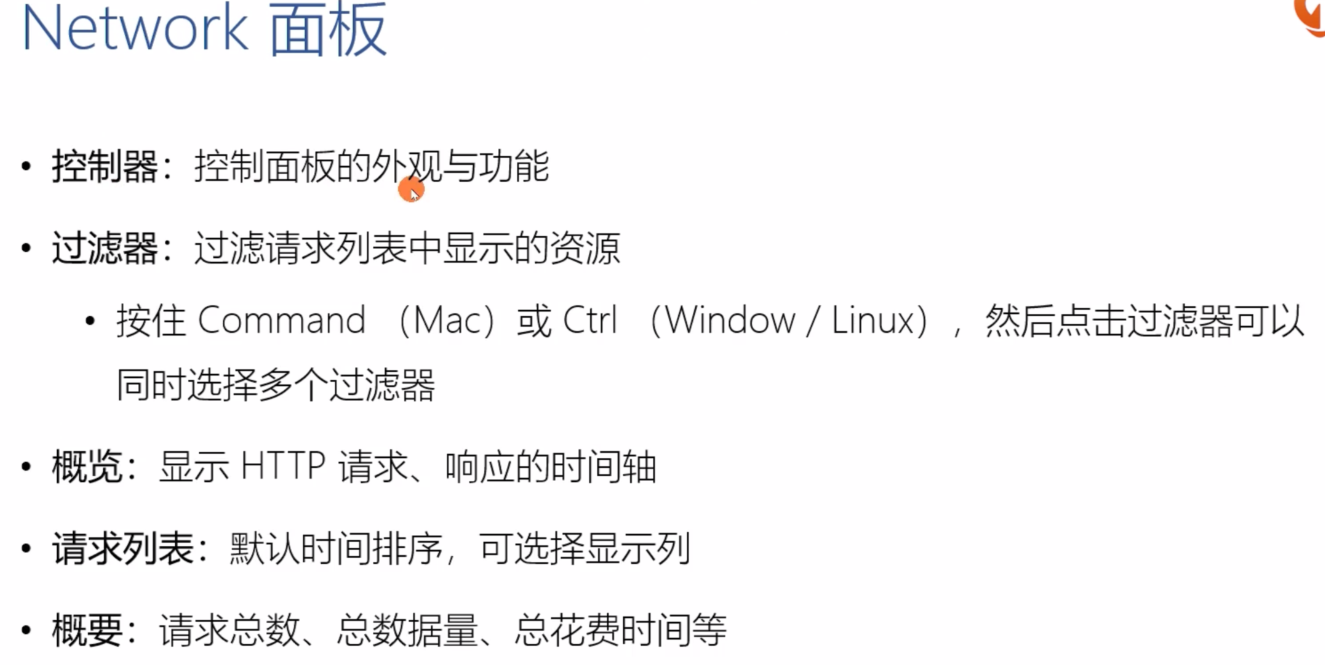 Network 面板
• 控制器：控制面板的外观与功能
• 过滤器：过滤请求列表中显示的资源
• 按住 Command （Mac）或 Ctrl （Window / Linux），然后点击过滤器可以
同时选择多个过滤器
• 概览：显示 HTTP 请求、响应的时间轴
• 请求列表：默认时间排序，可选择显示列
• 概要：请求总数、总数据量、总花费时间等